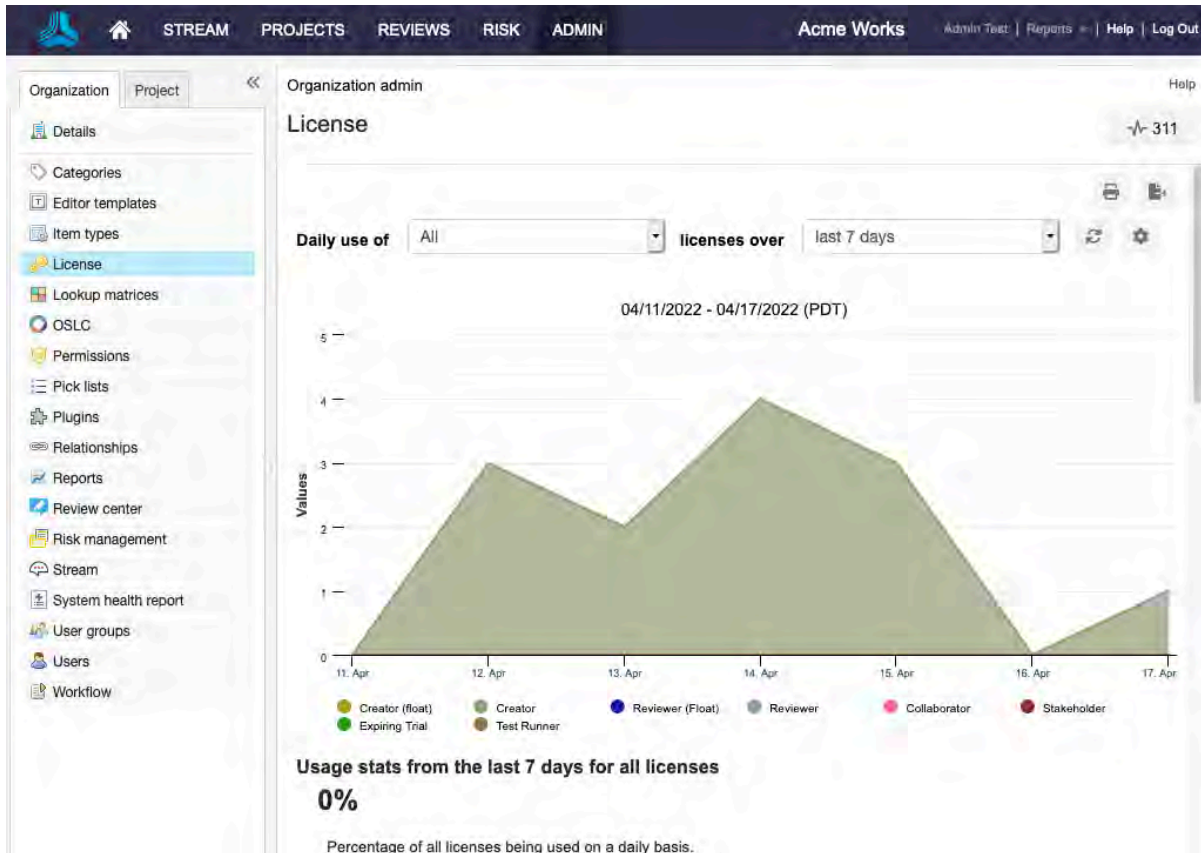 STREAM PROJECTS REVIEWS RISK ADMIN Acme Works Admin Test | Reports | Help | Log Out
Organization Project
Details
Categories
Editor templates
Item types
License
Lookup matrices
OSLC
Permissions
Pick lists
Plugins
Relationships
Reports
Review center
Risk management
Stream
System health report
User groups
Users
Workflow
Organization admin Help
License 311
Daily use of All licenses over last 7 days
04/11/2022 - 04/17/2022 (PDT)
Values
5
4
3
2
1
0
11. Apr 12. Apr 13. Apr 14. Apr 15. Apr 16. Apr 17. Apr
Creator (float) Creator Reviewer (Float) Reviewer Collaborator Stakeholder
Expiring Trial Test Runner
Usage stats from the last 7 days for all licenses
0%
Percentage of all licenses being used on a daily basis.